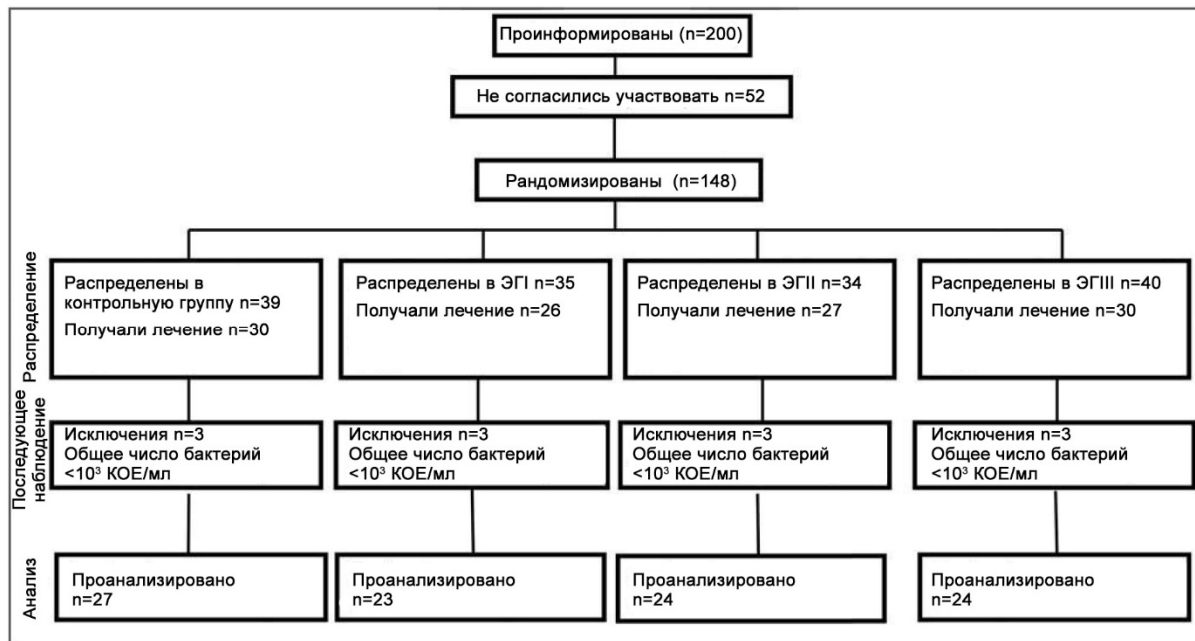 Проинформированы (n=200)
Не согласились участвовать n=52
Рандомизированы (n=148)
Распределение
Распределены в
контрольную группу n=39
Получали лечение n=30
Распределены в ЭГI n=35
Получали лечение n=26
Распределены в ЭГII n=34
Получали лечение n=27
Распределены в ЭГIII n=40
Получали лечение n=30
Последующее
наблюдение
Исключения n=3
Общее число бактерий
<10³ КОЕ/мл
Исключения n=3
Общее число бактерий
<10³ КОЕ/мл
Исключения n=3
Общее число бактерий
<10³ КОЕ/мл
Исключения n=3
Общее число бактерий
<10³ КОЕ/мл
Анализ
Проанализировано
n=27
Проанализировано
n=23
Проанализировано
n=24
Проанализировано
n=24